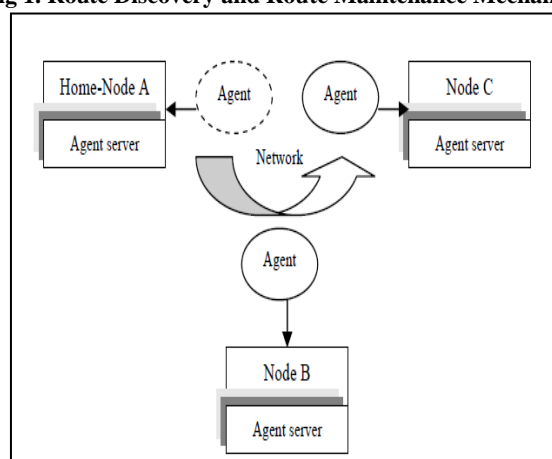 g 1. Route Discovery and Route Maintenance Mechan
Home-Node A
Agent server
Agent
Agent
Node C
Agent server
Network
Agent
Node B
Agent server